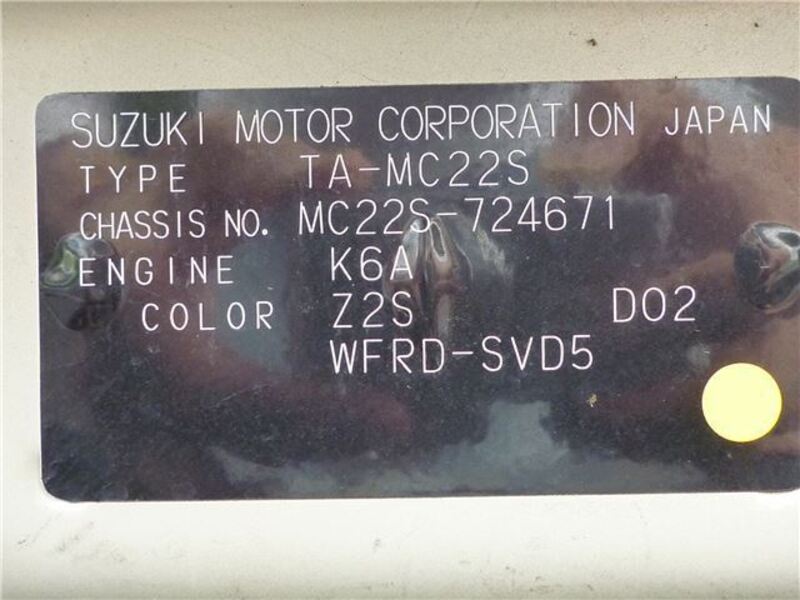 SUZUKI MOTOR CORPORATION JAPAN
TYPE TA-MC22S
CHASSIS NO. MC22S-724671
ENGINE K6A
COLOR Z2S D02
WFRD-SVD5